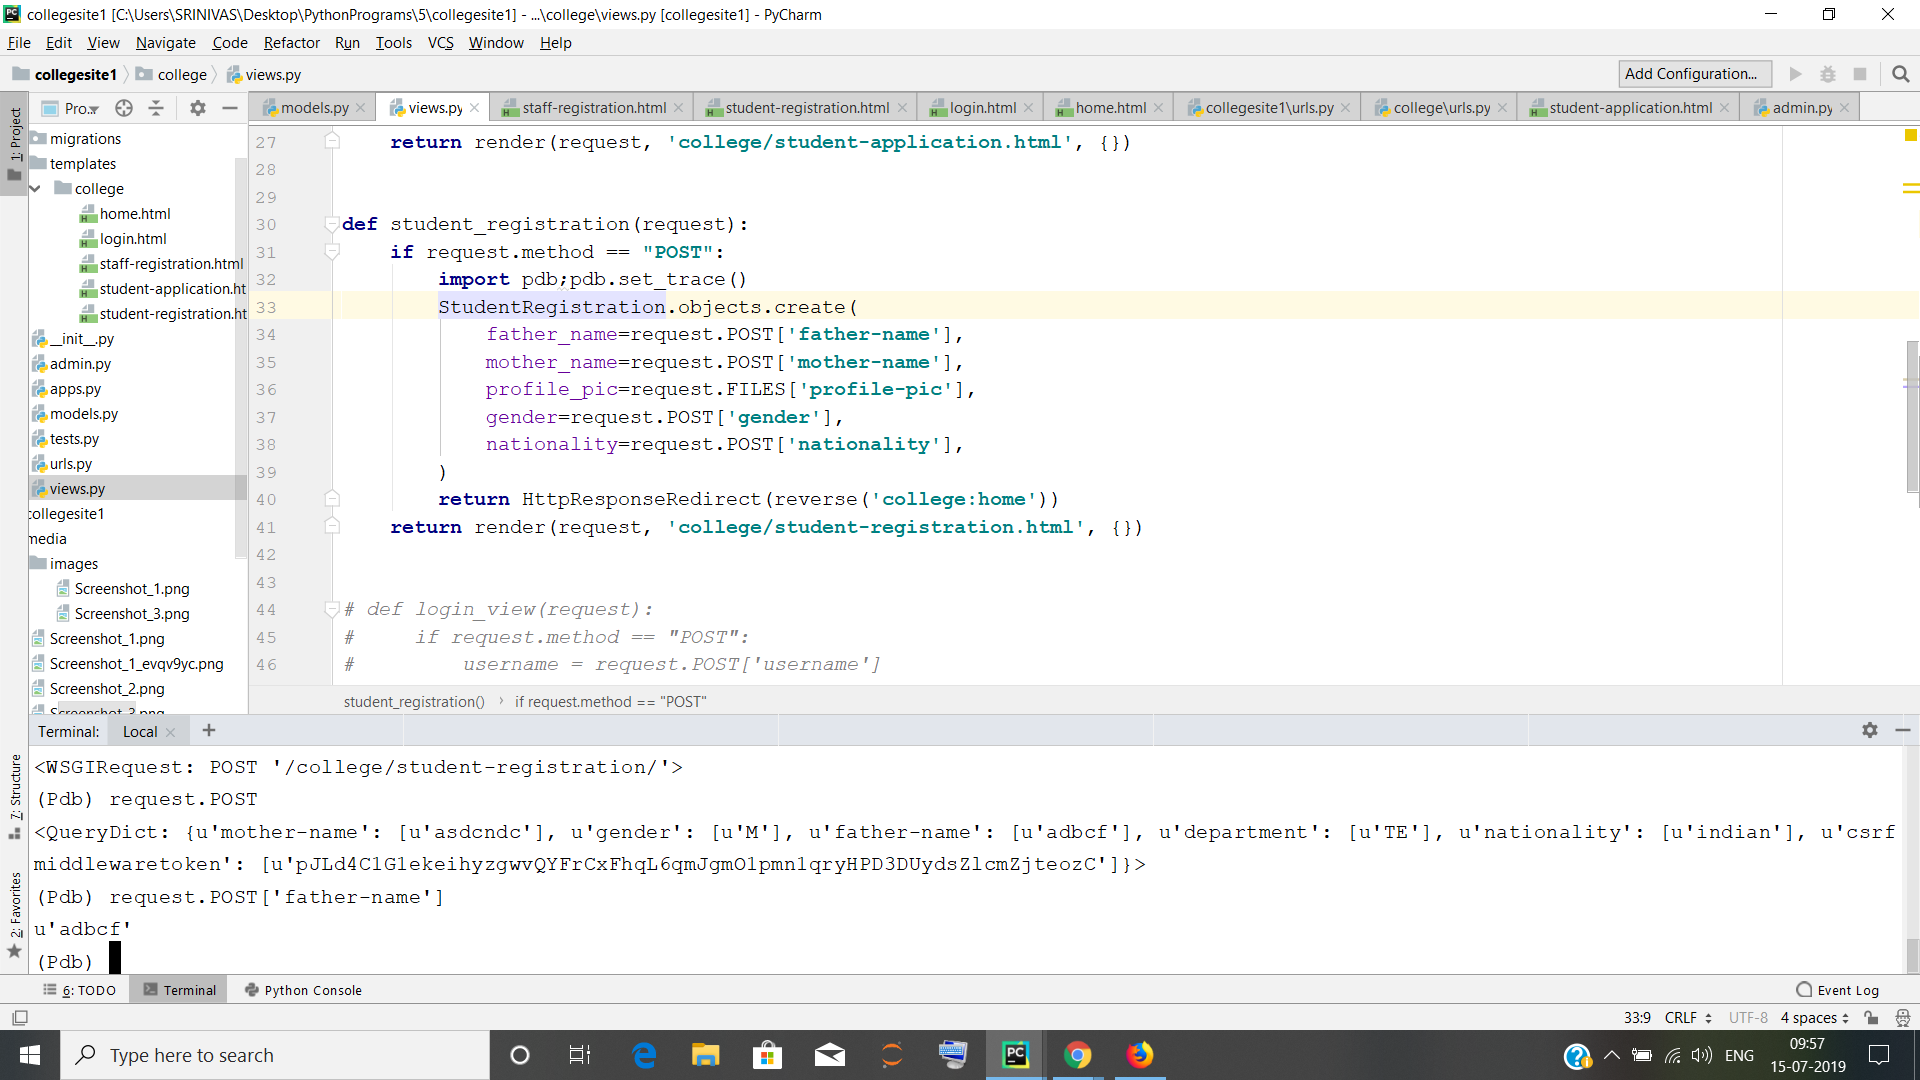 collegesite1 [C:\Users\SRINIVAS\Desktop\PythonPrograms\5\collegesite1] - ...\college\views.py [collegesite1] - PyCharm
File Edit View Navigate Code Refactor Run Tools VCS Window Help
collegesite1 college views.py Add Configuration...
1: Project
Pro...
models.py views.py staff-registration.html student-registration.html login.html home.html collegesite1\urls.py college\urls.py student-application.html admin.py
migrations
templates
college
home.html
login.html
staff-registration.html
student-application.ht
student-registration.ht
__init__.py
admin.py
apps.py
models.py
tests.py
urls.py
views.py
collegesite1
media
images
Screenshot_1.png
Screenshot_3.png
Screenshot_1.png
Screenshot_1_evqv9yc.png
Screenshot_2.png
Screenshot_3.png
27 return render(request, 'college/student-application.html', {})
28
29
30 def student_registration(request):
31 if request.method == "POST":
32 import pdb;pdb.set_trace()
33 StudentRegistration.objects.create(
34 father_name=request.POST['father-name'],
35 mother_name=request.POST['mother-name'],
36 profile_pic=request.FILES['profile-pic'],
37 gender=request.POST['gender'],
38 nationality=request.POST['nationality'],
39 )
40 return HttpResponseRedirect(reverse('college:home'))
41 return render(request, 'college/student-registration.html', {})
42
43
44 # def login_view(request):
45 # if request.method == "POST":
46 # username = request.POST['username']
student_registration() › if request.method == "POST"
Terminal: Local +
7: Structure
2: Favorites
<WSGIRequest: POST '/college/student-registration/'>
(Pdb) request.POST
<QueryDict: {u'mother-name': [u'asdcndc'], u'gender': [u'M'], u'father-name': [u'adbcf'], u'department': [u'TE'], u'nationality': [u'indian'], u'csrf
middlewaretoken': [u'pJLd4C1G1ekeihyzgwvQYFrCxFhqL6qmJgmO1pmn1qryHPD3DUydsZlcmZjteozC']}>
(Pdb) request.POST['father-name']
u'adbcf'
(Pdb)
6: TODO Terminal Python Console Event Log
33:9 CRLF UTF-8 4 spaces
Type here to search
ENG
09:57
15-07-2019